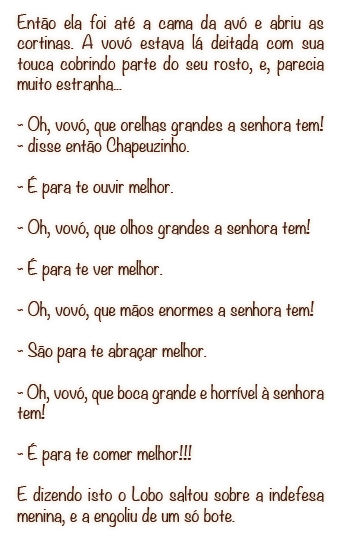 Então ela foi até a cama da avó e abriu as
cortinas. A vovó estava lá deitada com sua
touca cobrindo parte do seu rosto, e, parecia
muito estranha...
- Oh, vovó, que orelhas grandes a senhora tem!
- disse então Chapeuzinho.
- É para te ouvir melhor.
- Oh, vovó, que olhos grandes a senhora tem!
- É para te ver melhor.
- Oh, vovó, que mãos enormes a senhora tem!
- São para te abraçar melhor.
- Oh, vovó, que boca grande e horrível à senhora
tem!
- É para te comer melhor!!!
E dizendo isto o Lobo saltou sobre a indefesa
menina, e a engoliu de um só bote.